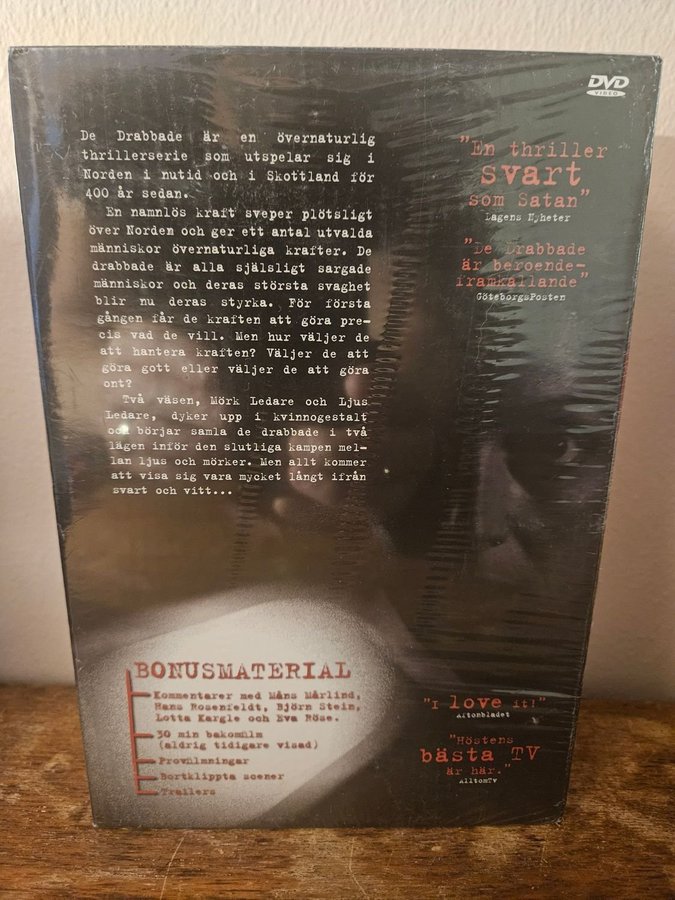 DVD
VIDEO
De Drabbade är en övernaturlig
thrillerserie som utspelar sig i
Norden i nutid och i Skottland för
400 år sedan.
En namnlös kraft sveper plötsligt
över Norden och ger ett antal utvalda
människor övernaturliga krafter. De
drabbade är alla själsligt sargade
människor och deras största svaghet
blir nu deras styrka. För första
gången får de kraften att göra pre-
cis vad de vill. Men hur väljer de
att hantera kraften? Väljer de att
göra gott eller väljer de att göra
ont?
Två väsen, Mörk Ledare och Ljus
Ledare, dyker upp i kvinnogestalt
och börjar samla de drabbade i två
lägen inför den slutliga kampen mel-
lan ljus och mörker. Men allt kommer
att visa sig vara mycket långt ifrån
svart och vitt...
"En thriller
svart
som Satan"
Dagens Nyheter
"De Drabbade
är beroende-
framkallande"
GöteborgsPosten
BONUSMATERIAL
Kommentarer med Måns Mårlind,
Hans Rosenfeldt, Björn Stein,
Lotta Kargle och Eva Röse.
30 min bakomfilm
(aldrig tidigare visad)
Provfilmningar
Bortklippta scener
Trailers
"I love it!"
Aftonbladet
"Höstens
bästa TV
är här."
AlltomTv